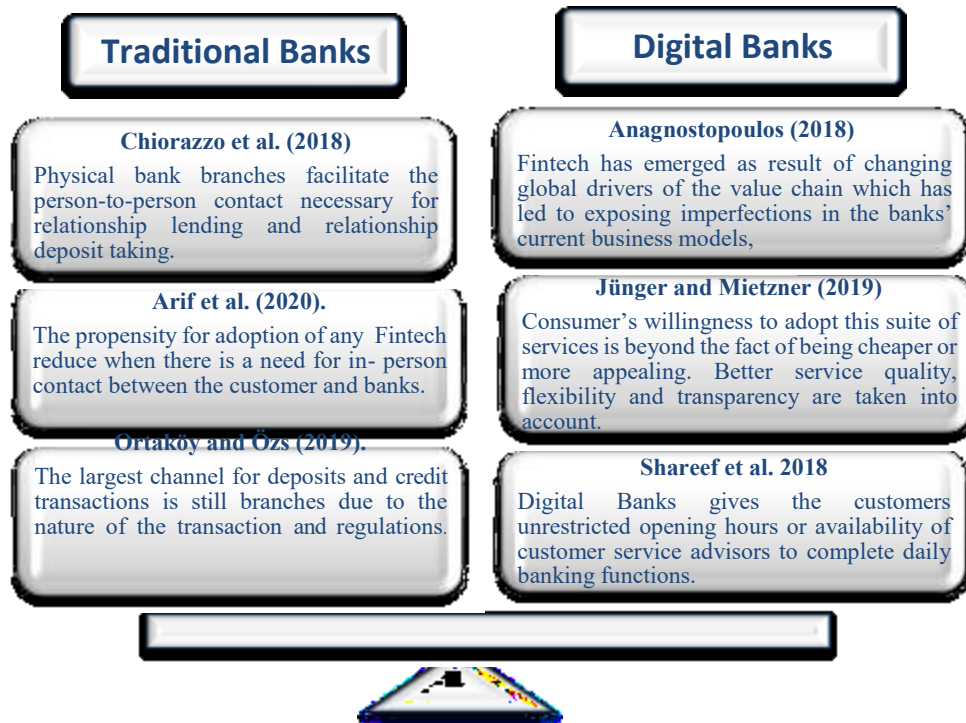 Traditional Banks
Chiorazzo et al. (2018)
Physical bank branches facilitate the
person-to-person contact necessary for
relationship lending and relationship
deposit taking.
Arif et al. (2020).
The propensity for adoption of any Fintech
reduce when there is a need for in- person
contact between the customer and banks.
Ortaköy and Özs (2019).
The largest channel for deposits and credit
transactions is still branches due to the
nature of the transaction and regulations.
Digital Banks
Anagnostopoulos (2018)
Fintech has emerged as result of changing
global drivers of the value chain which has
led to exposing imperfections in the banks’
current business models,
Jünger and Mietzner (2019)
Consumer’s willingness to adopt this suite of
services is beyond the fact of being cheaper or
more appealing. Better service quality,
flexibility and transparency are taken into
account.
Shareef et al. 2018
Digital Banks gives the customers
unrestricted opening hours or availability of
customer service advisors to complete daily
banking functions.